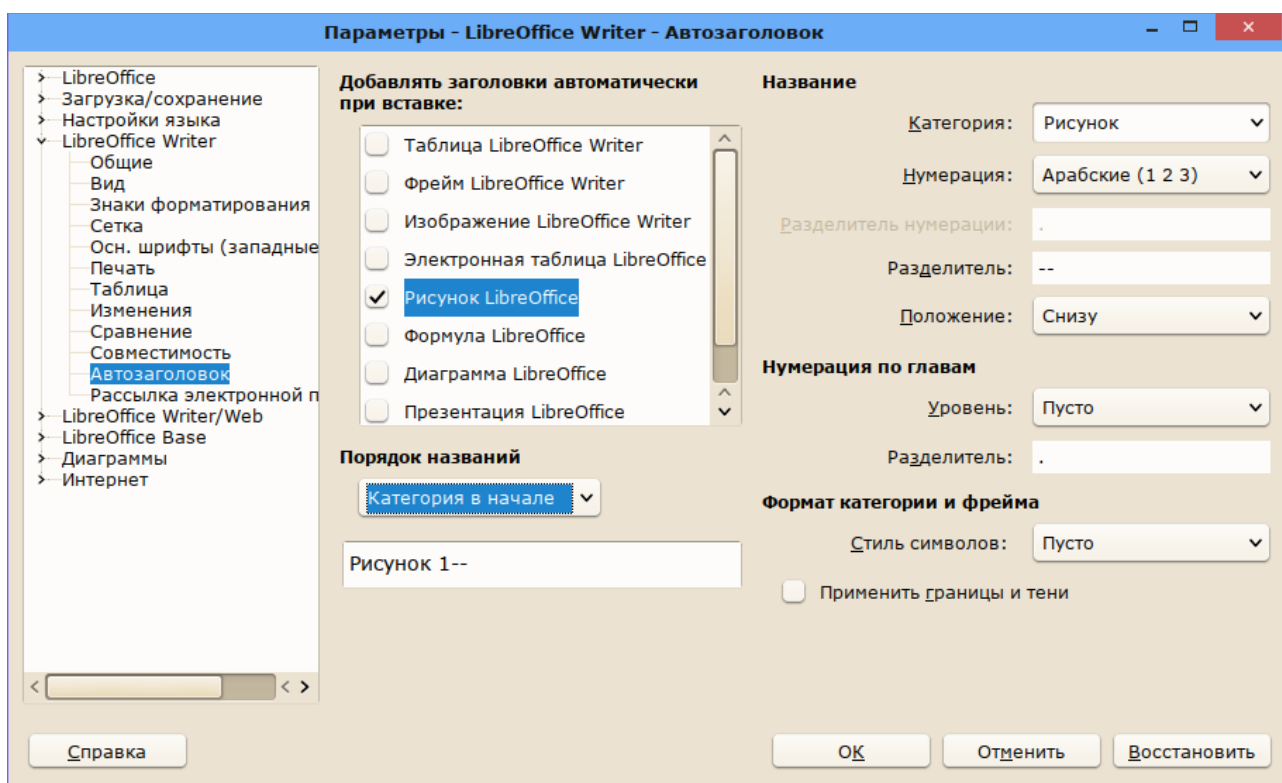 Параметры - LibreOffice Writer - Автозаголовок
LibreOffice
Загрузка/сохранение
Настройки языка
LibreOffice Writer
Общие
Вид
Знаки форматирования
Сетка
Осн. шрифты (западные
Печать
Таблица
Изменения
Сравнение
Совместимость
Автозаголовок
Рассылка электронной п
LibreOffice Writer/Web
LibreOffice Base
Диаграммы
Интернет
Добавлять заголовки автоматически
при вставке:
Таблица LibreOffice Writer
Фрейм LibreOffice Writer
Изображение LibreOffice Writer
Электронная таблица LibreOffice
Рисунок LibreOffice
Формула LibreOffice
Диаграмма LibreOffice
Презентация LibreOffice
Порядок названий
Категория в начале
Рисунок 1--
Название
Категория: Рисунок
Нумерация: Арабские (1 2 3)
Разделитель нумерации: .
Разделитель: --
Положение: Снизу
Нумерация по главам
Уровень: Пусто
Разделитель: .
Формат категории и фрейма
Стиль символов: Пусто
Применить границы и тени
Справка
ОК
Отменить
Восстановить